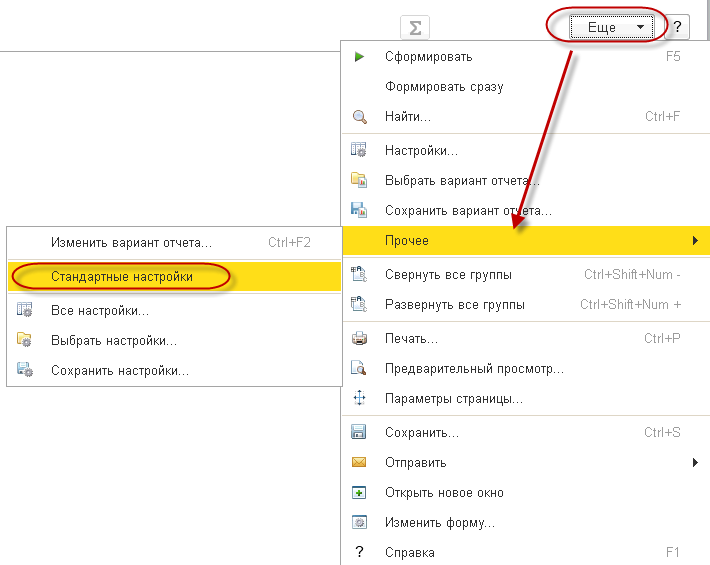 Σ
Еще
?
Сформировать F5
Формировать сразу
Найти... Ctrl+F
Настройки...
Выбрать вариант отчета...
Сохранить вариант отчета...
Прочее
Изменить вариант отчета... Ctrl+F2
Стандартные настройки
Все настройки...
Выбрать настройки...
Сохранить настройки...
Свернуть все группы Ctrl+Shift+Num -
Развернуть все группы Ctrl+Shift+Num +
Печать... Ctrl+P
Предварительный просмотр...
Параметры страницы...
Сохранить... Ctrl+S
Отправить
Открыть новое окно
Изменить форму...
? Справка F1